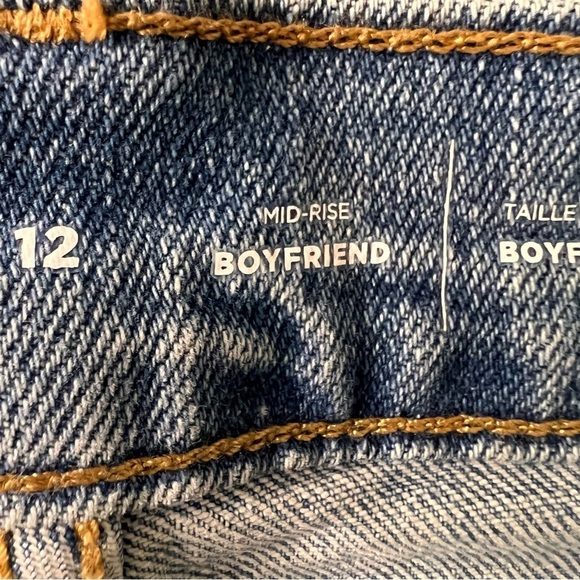 12
MID-RISE
BOYFRIEND
TAILLE
BOYF